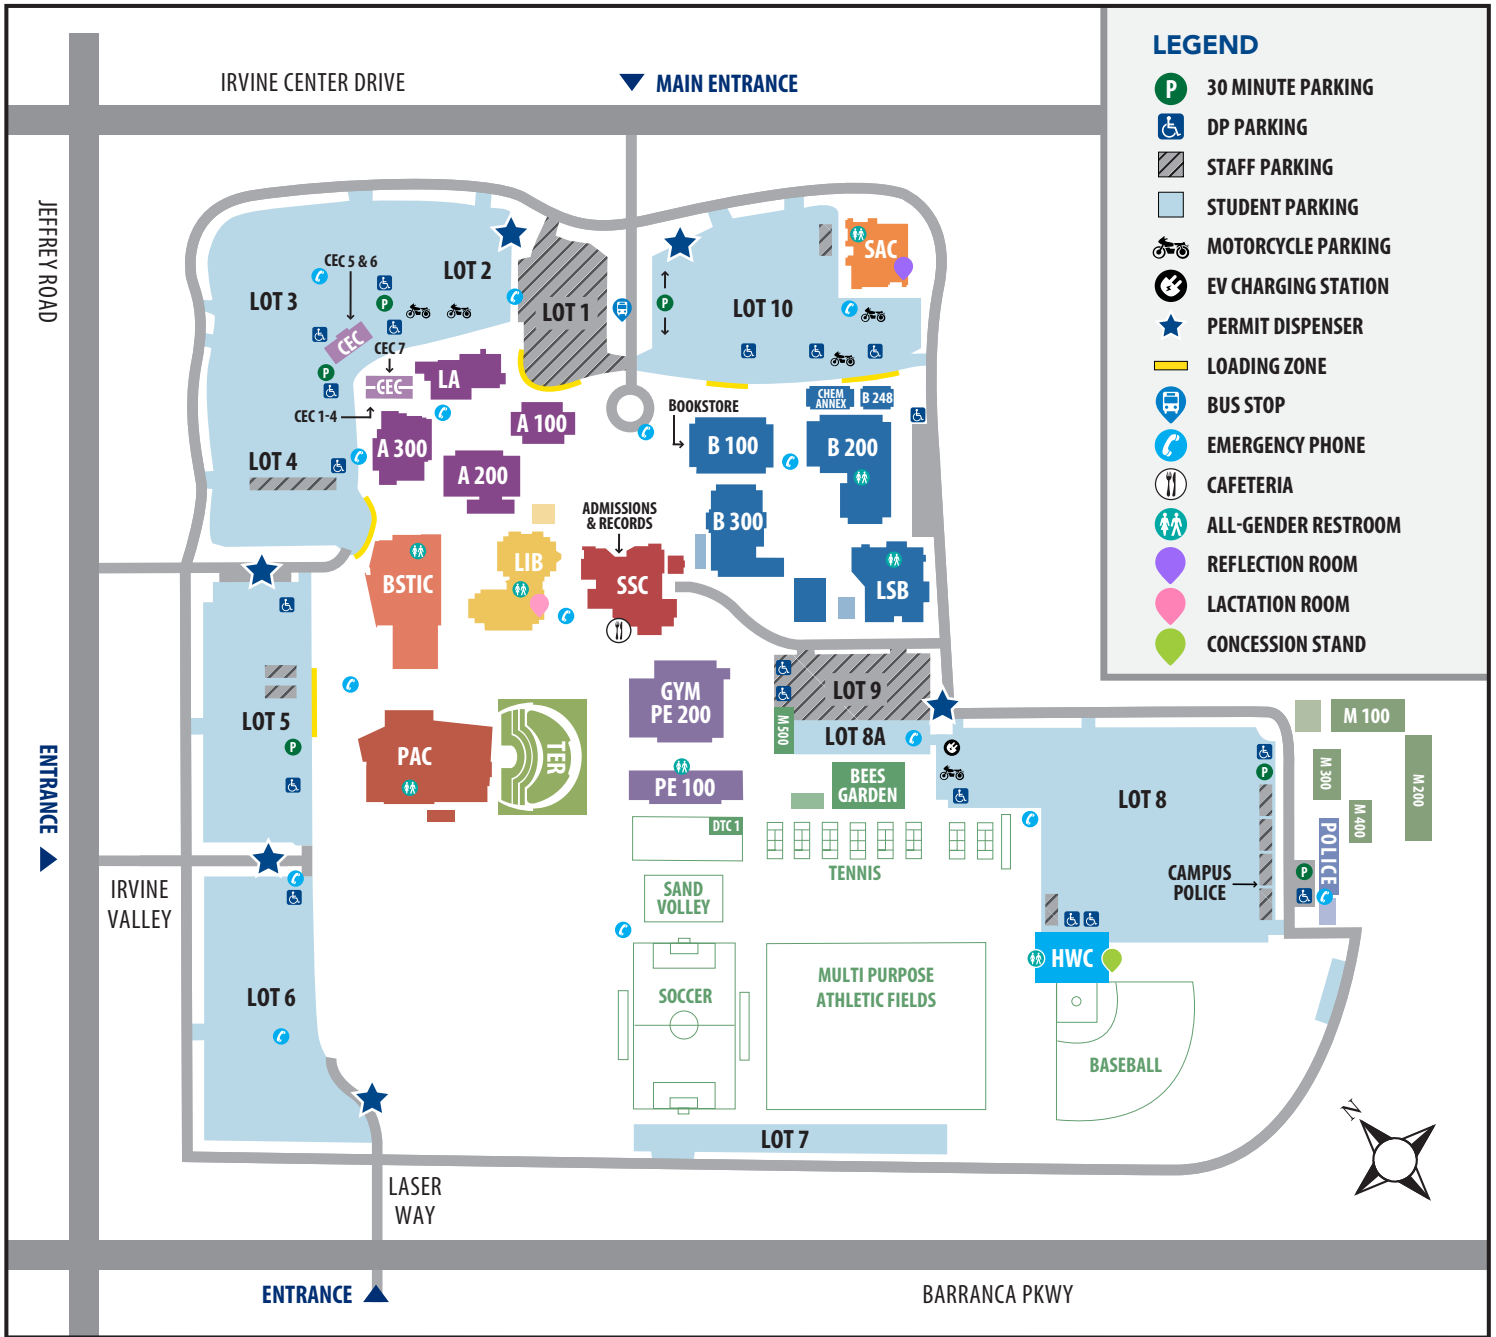 IRVINE CENTER DRIVE
MAIN ENTRANCE
JEFFREY ROAD
LEGEND
P 30 MINUTE PARKING
DP PARKING
STAFF PARKING
STUDENT PARKING
MOTORCYCLE PARKING
EV CHARGING STATION
PERMIT DISPENSER
LOADING ZONE
BUS STOP
EMERGENCY PHONE
CAFETERIA
ALL-GENDER RESTROOM
REFLECTION ROOM
LACTATION ROOM
CONCESSION STAND
CEC 5 & 6
LOT 2
LOT 3
P
LOT 1
P
LOT 10
SAC
CEC
CEC 7
P
CEC
LA
CEC 1-4
A 100
A 300
A 200
LOT 4
BOOKSTORE
B 100
CHEM
ANNEX
B 248
B 200
B 300
ADMISSIONS
& RECORDS
SSC
LIB
BSTIC
LSB
LOT 5
P
ENTRANCE
PAC
TER
GYM
PE 200
PE 100
LOT 9
M 500
LOT 8A
BEES
GARDEN
DTC 1
TENNIS
SAND
VOLLEY
LOT 8
P
M 100
M 300
M 200
M 400
POLICE
CAMPUS
POLICE
P
IRVINE
VALLEY
LOT 6
SOCCER
MULTI PURPOSE
ATHLETIC FIELDS
HWC
BASEBALL
LOT 7
N
LASER
WAY
ENTRANCE
BARRANCA PKWY